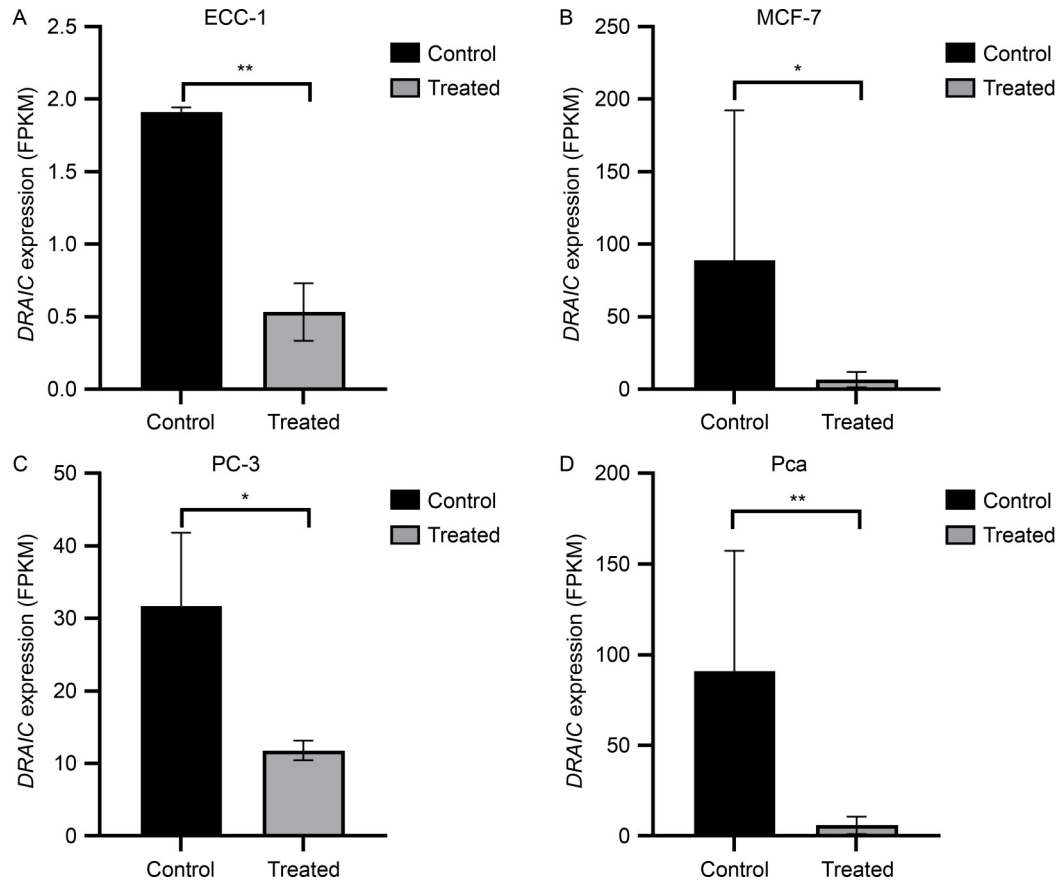 A
ECC-1
DRAIC expression (FPKM)
2.5
2.0
1.5
1.0
0.5
0.0
**
Control
Treated
Control
Treated
B
MCF-7
DRAIC expression (FPKM)
250
200
150
100
50
0
*
Control
Treated
Control
Treated
C
PC-3
DRAIC expression (FPKM)
50
40
30
20
10
0
*
Control
Treated
Control
Treated
D
Pca
DRAIC expression (FPKM)
200
150
100
50
0
**
Control
Treated
Control
Treated